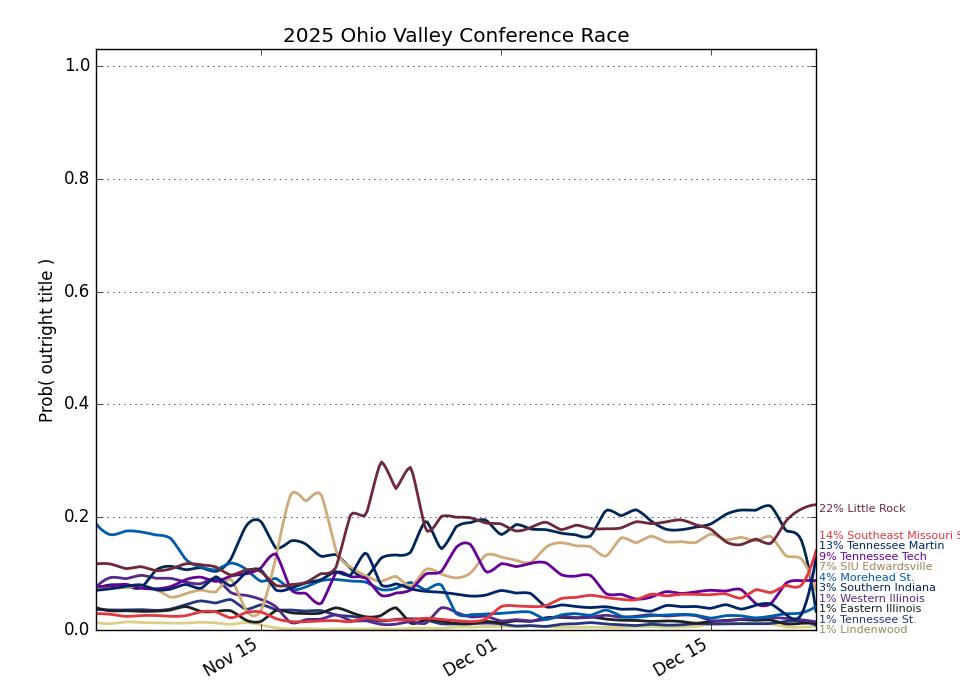 2025 Ohio Valley Conference Race
Prob( outright title )
1.0
0.8
0.6
0.4
0.2
0.0
Nov 15
Dec 01
Dec 15
22% Little Rock
14% Southeast Missouri S
13% Tennessee Martin
9% Tennessee Tech
7% SIU Edwardsville
4% Morehead St.
3% Southern Indiana
1% Western Illinois
1% Eastern Illinois
1% Tennessee St.
1% Lindenwood